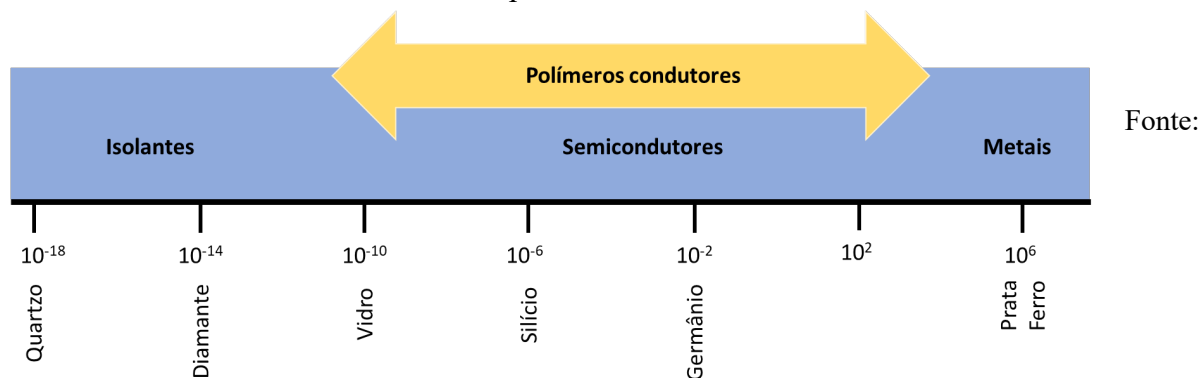 Polímeros condutores
Fonte:
Isolantes
Semicondutores
Metais
10-18
10-14
10-10
10-6
10-2
102
106
Quartzo
Diamante
Vidro
Silício
Germânio
Prata
Ferro